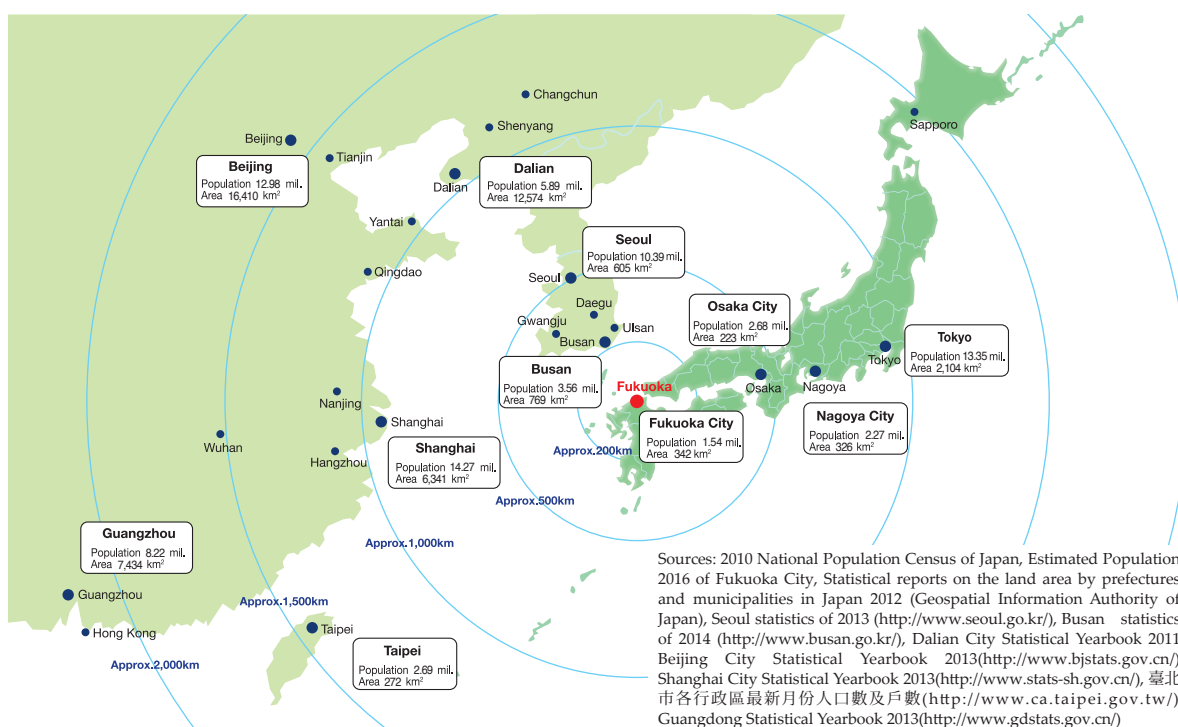 Changchun
Shenyang
Beijing
Tianjin
Beijing
Population 12.98 mil.
Area 16,410 km²
Dalian
Dalian
Population 5.89 mil.
Area 12,574 km²
Sapporo
Yantai
Qingdao
Seoul
Population 10.39 mil.
Area 605 km²
Seoul
Daegu
Gwangju
Ulsan
Busan
Busan
Population 3.56 mil.
Area 769 km²
Osaka City
Population 2.68 mil.
Area 223 km²
Tokyo
Tokyo
Population 13.35 mil.
Area 2,104 km²
Fukuoka
Osaka
Nagoya
Nagoya City
Population 2.27 mil.
Area 326 km²
Fukuoka City
Population 1.54 mil.
Area 342 km²
Nanjing
Shanghai
Wuhan
Hangzhou
Shanghai
Population 14.27 mil.
Area 6,341 km²
Approx.200km
Approx.500km
Approx.1,000km
Approx.1,500km
Approx.2,000km
Guangzhou
Population 8.22 mil.
Area 7,434 km²
Guangzhou
Hong Kong
Taipei
Taipei
Population 2.69 mil.
Area 272 km²
Sources: 2010 National Population Census of Japan, Estimated Population
2016 of Fukuoka City, Statistical reports on the land area by prefectures
and municipalities in Japan 2012 (Geospatial Information Authority of
Japan), Seoul statistics of 2013 (http://www.seoul.go.kr/), Busan statistics
of 2014 (http://www.busan.go.kr/), Dalian City Statistical Yearbook 2011
Beijing City Statistical Yearbook 2013(http://www.bjstats.gov.cn/)
Shanghai City Statistical Yearbook 2013(http://www.stats-sh.gov.cn/), 臺北
市各行政區最新月份人口數及戶數(http://www.ca.taipei.gov.tw/)
Guangdong Statistical Yearbook 2013(http://www.gdstats.gov.cn/)